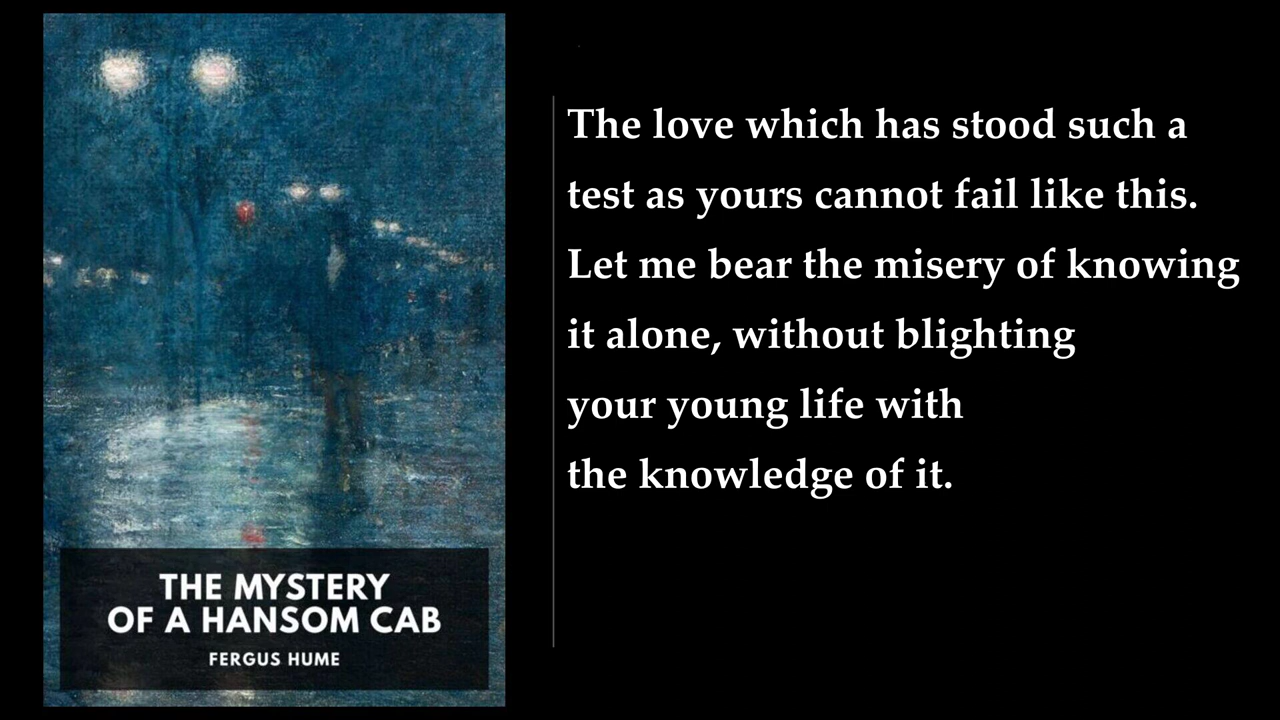 The love which has stood such a
test as yours cannot fail like this.
Let me bear the misery of knowing
it alone, without blighting
your young life with
the knowledge of it.
THE MYSTERY
OF A HANSOM CAB
FERGUS HUME